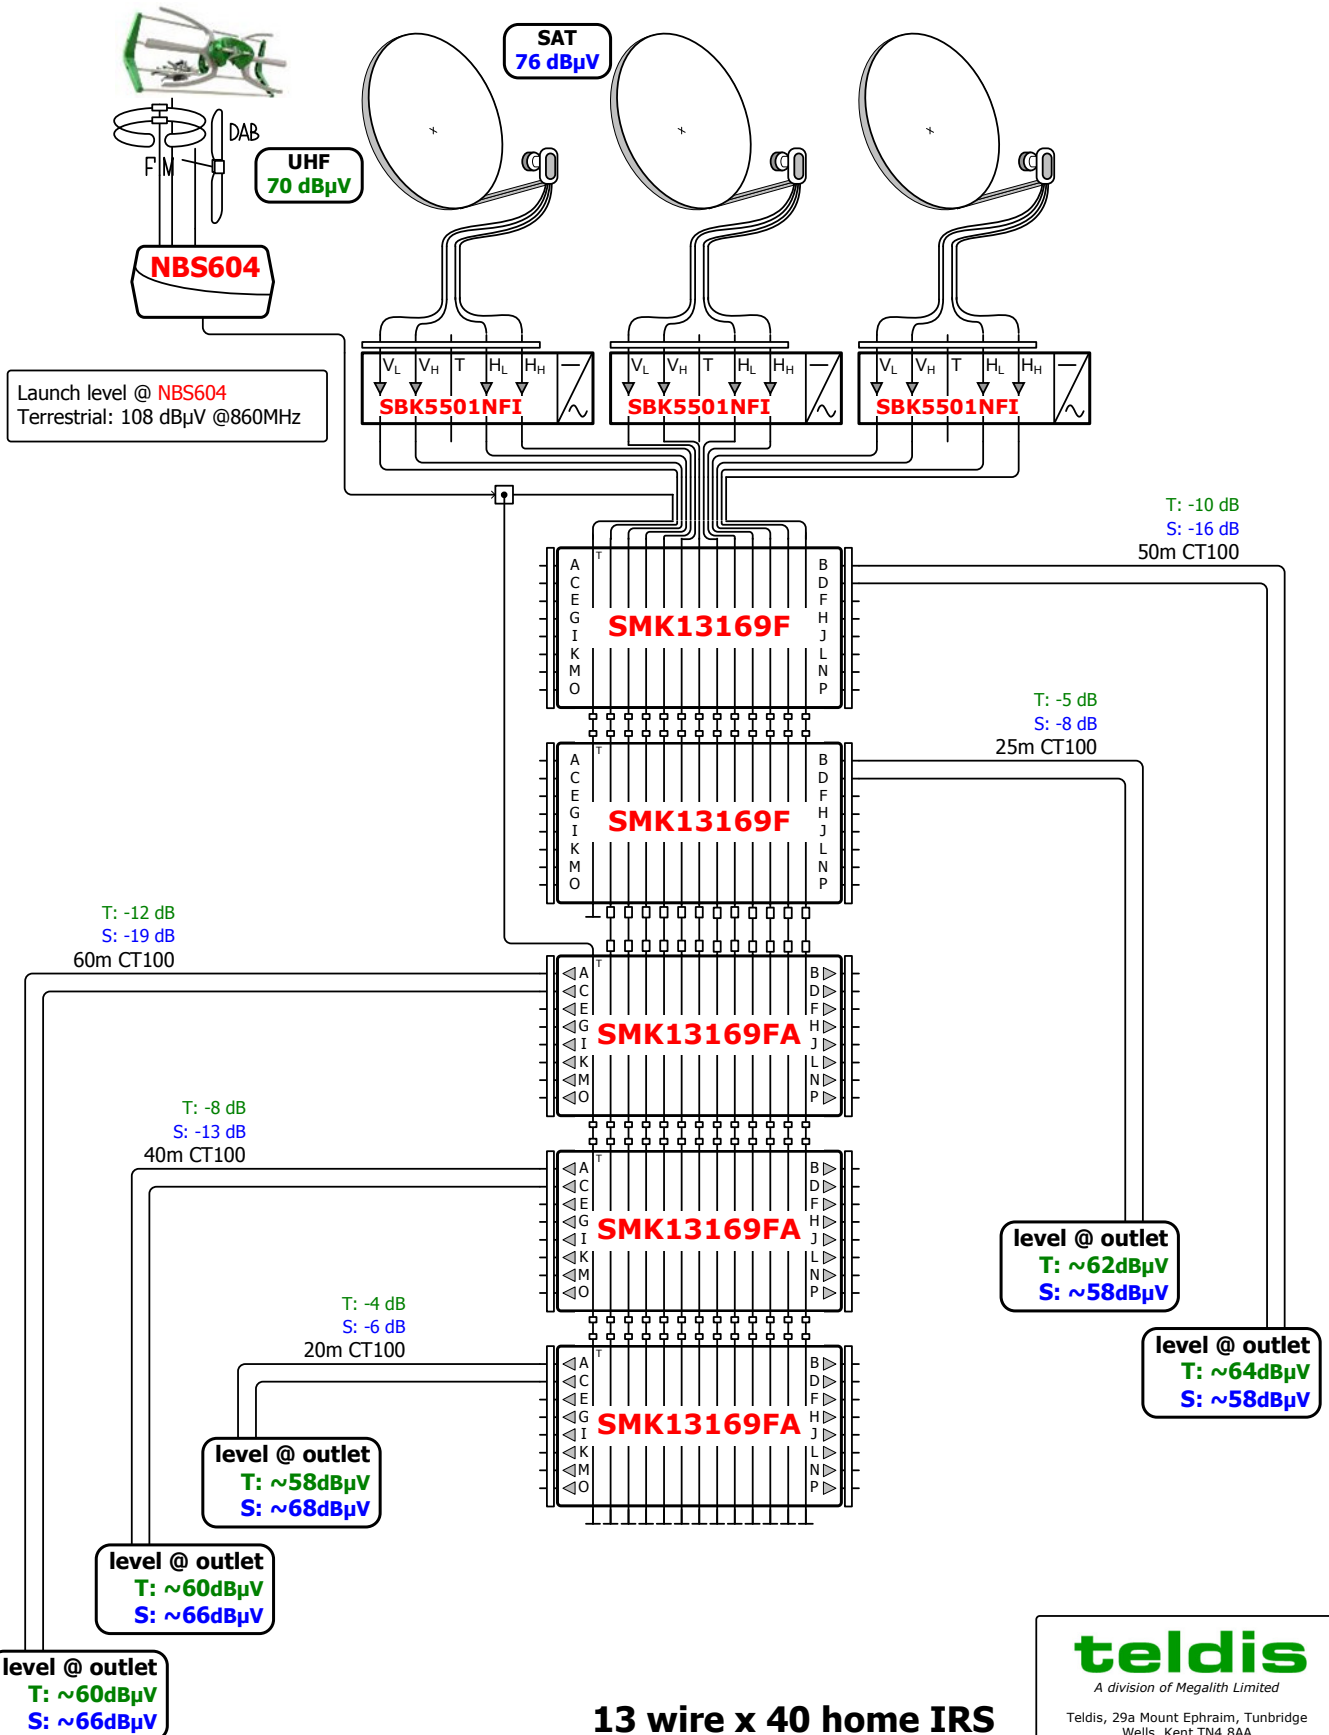 SAT
76 dBµV
DAB
FM
UHF
70 dBµV
NBS604
Launch level @ NBS604
Terrestrial: 108 dBµV @860MHz
VL VH T HL HH
SBK5501NFI
VL VH T HL HH
SBK5501NFI
VL VH T HL HH
SBK5501NFI
T: -10 dB
S: -16 dB
50m CT100
T
A B
C D
E F
G H
SMK13169F
I J
K L
M N
O P
T: -5 dB
S: -8 dB
25m CT100
T
A B
C D
E F
G H
SMK13169F
I J
K L
M N
O P
T: -12 dB
S: -19 dB
60m CT100
T
A B
C D
E F
G H
SMK13169FA
I J
K L
M N
O P
T: -8 dB
S: -13 dB
40m CT100
T
A B
C D
E F
G H
SMK13169FA
I J
K L
M N
O P
level @ outlet
T: ~62dBµV
S: ~58dBµV
T: -4 dB
S: -6 dB
20m CT100
T
A B
C D
E F
G H
SMK13169FA
I J
K L
M N
O P
level @ outlet
T: ~64dBµV
S: ~58dBµV
level @ outlet
T: ~58dBµV
S: ~68dBµV
level @ outlet
T: ~60dBµV
S: ~66dBµV
level @ outlet
T: ~60dBµV
S: ~66dBµV
13 wire x 40 home IRS
teldis
A division of Megalith Limited
Teldis, 29a Mount Ephraim, Tunbridge
Wells, Kent TN4 8AA